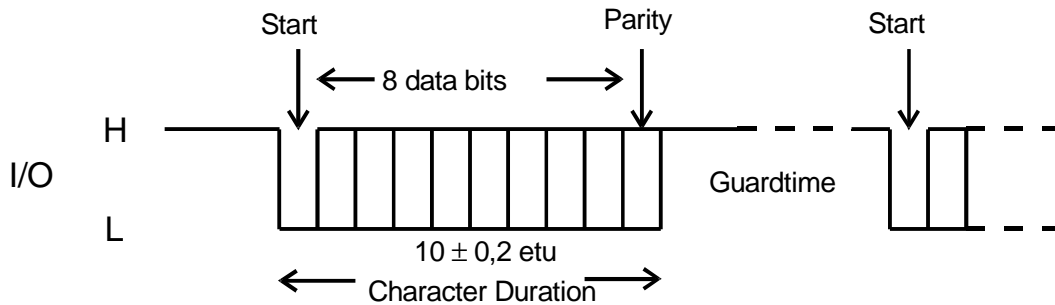 Start Parity Start
8 data bits
H
I/O
Guardtime
L
10 ± 0,2 etu
Character Duration